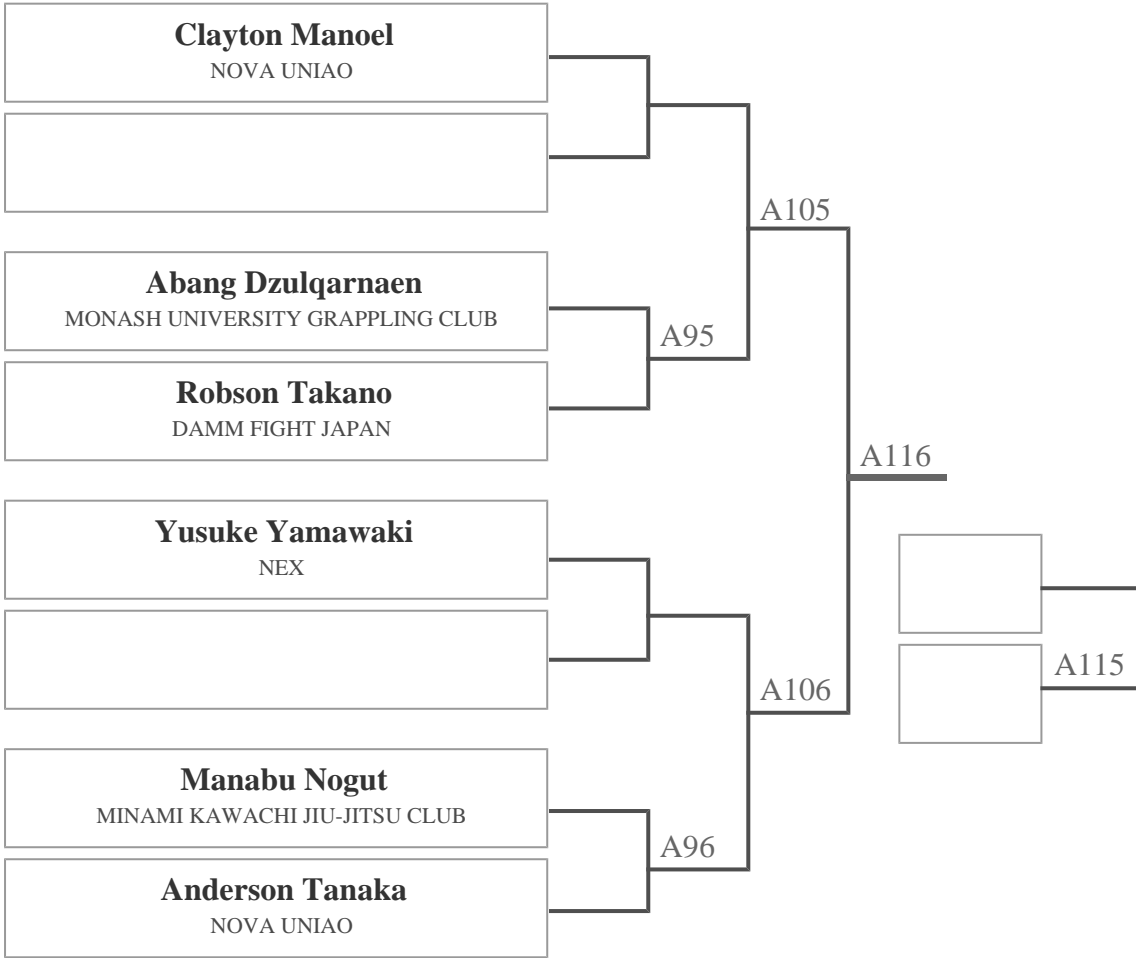 Clayton Manoel
NOVA UNIAO
A105
Abang Dzulqarnaen
MONASH UNIVERSITY GRAPPLING CLUB
A95
Robson Takano
DAMM FIGHT JAPAN
A116
Yusuke Yamawaki
NEX
A115
A106
Manabu Nogut
MINAMI KAWACHI JIU-JITSU CLUB
A96
Anderson Tanaka
NOVA UNIAO